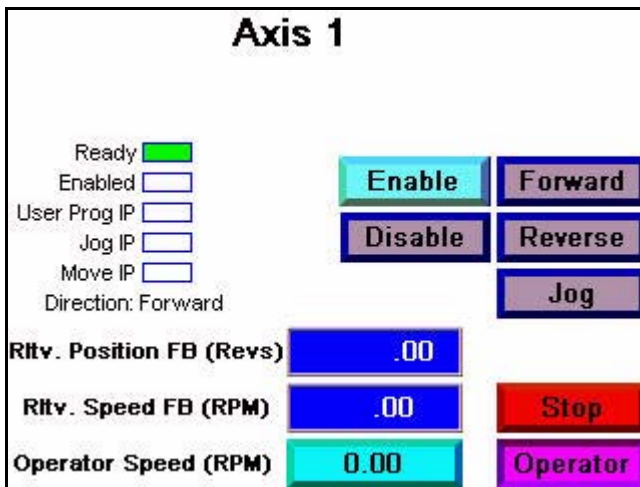 Axis 1
Ready
Enabled
User Prog IP
Jog IP
Move IP
Direction: Forward
Enable
Forward
Disable
Reverse
Jog
Rltv. Position FB (Revs)
.00
Rltv. Speed FB (RPM)
.00
Stop
Operator Speed (RPM)
0.00
Operator